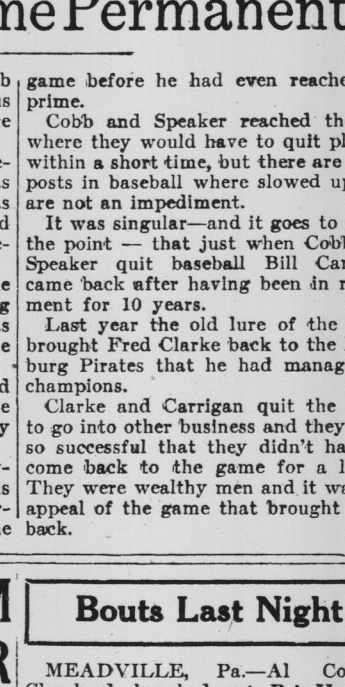 me Permanent
game before he had even reache
prime.
Cobb and Speaker reached th
where they would have to quit pl
within a short time, but there are
posts in baseball where slowed up
are not an impediment.
It was singular—and it goes to
the point — that just when Cobb
Speaker quit baseball Bill Car
came back after having been in r
ment for 10 years.
Last year the old lure of the
brought Fred Clarke back to the
burg Pirates that he had manag
champions.
Clarke and Carrigan quit the
to go into other business and they
so successful that they didn't ha
come back to the game for a l
They were wealthy men and it wa
appeal of the game that brought
back.
Bouts Last Night
MEADVILLE, Pa.—Al Co